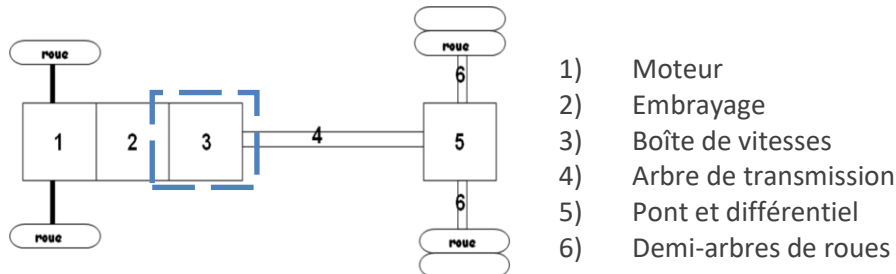 roue
roue
6
1
2
3
4
5
6
roue
roue
1) Moteur
2) Embrayage
3) Boîte de vitesses
4) Arbre de transmission
5) Pont et différentiel
6) Demi-arbres de roues